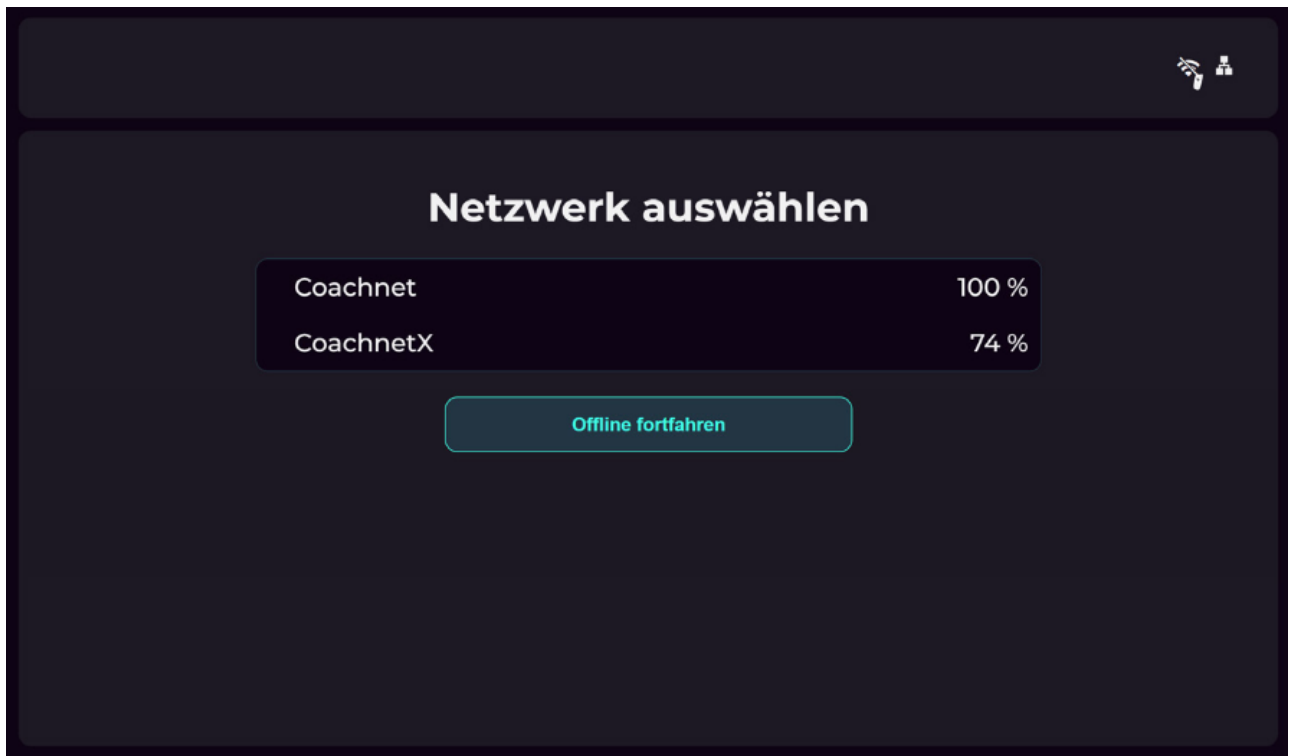 Netzwerk auswählen
Coachnet 100 %
CoachnetX 74 %
Offline fortfahren